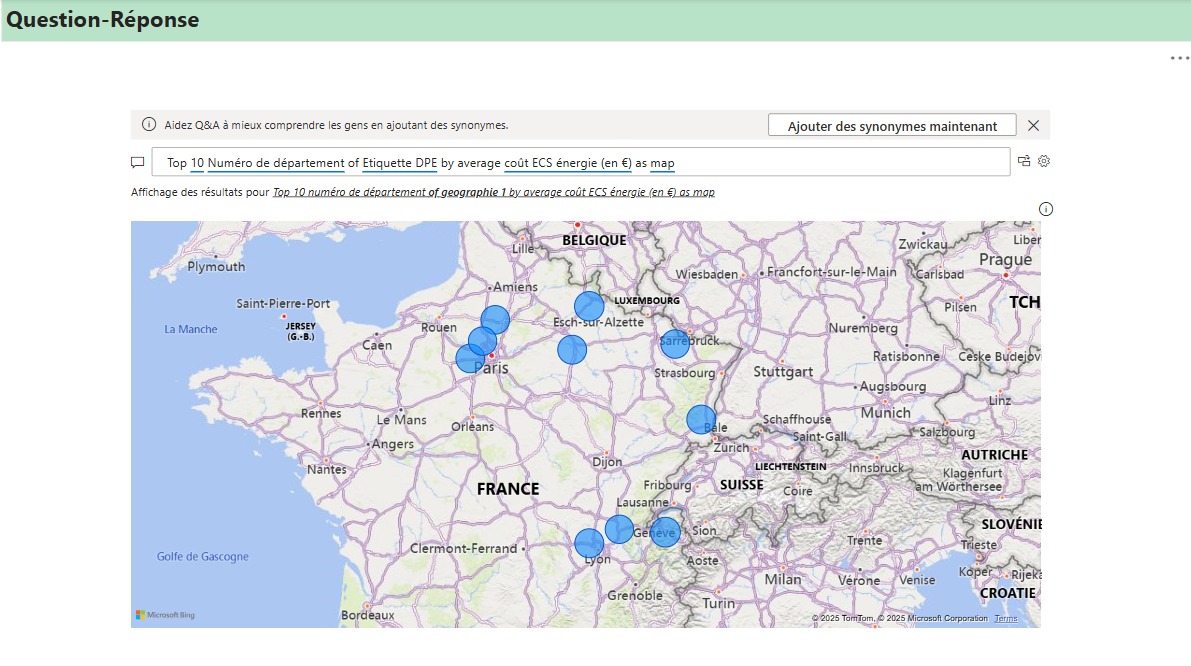 Question-Réponse
Aidez Q&A à mieux comprendre les gens en ajoutant des synonymes.
Ajouter des synonymes maintenant
Top 10 Numéro de département of Etiquette DPE by average coût ECS énergie (en €) as map
Affichage des résultats pour Top 10 numéro de département of geographie 1 by average coût ECS énergie (en €) as map
BELGIQUE
Lille
Zwickau
Liber
Plymouth
Wiesbaden
Francfort-sur-le-Main
Carlsbad
Prague
Amiens
Saint-Pierre-Port
LUXEMBOURG
TCH
Pilsen
La Manche
JERSEY
(G.-B.)
Rouen
Esch-sur-Alzette
Nuremberg
Caen
Sarrebruck
Ratisbonne
Ceske Budejov
Paris
Strasbourg
Stuttgart
Augsbourg
Linz
Rennes
Le Mans
Orléans
Munich
Bale
Schaffhouse
Angers
Saint-Gall
Salzbourg
Zurich
AUTRICHE
Nantes
Dijon
LIECHTENSTEIN
Innsbruck
Klagenfurt
am Wörthersee
FRANCE
Fribourg
SUISSE
Coire
Lausanne
SLOVÉNIE
Genève
Sion
Trente
Trieste
Clermont-Ferrand
Golfe de Gascogne
Lyon
Aoste
Koper
Rijeka
Milan
Vérone
Venise
Grenoble
CROATIE
Turin
Bordeaux
Microsoft Bing
© 2025 TomTom, © 2025 Microsoft Corporation Terms